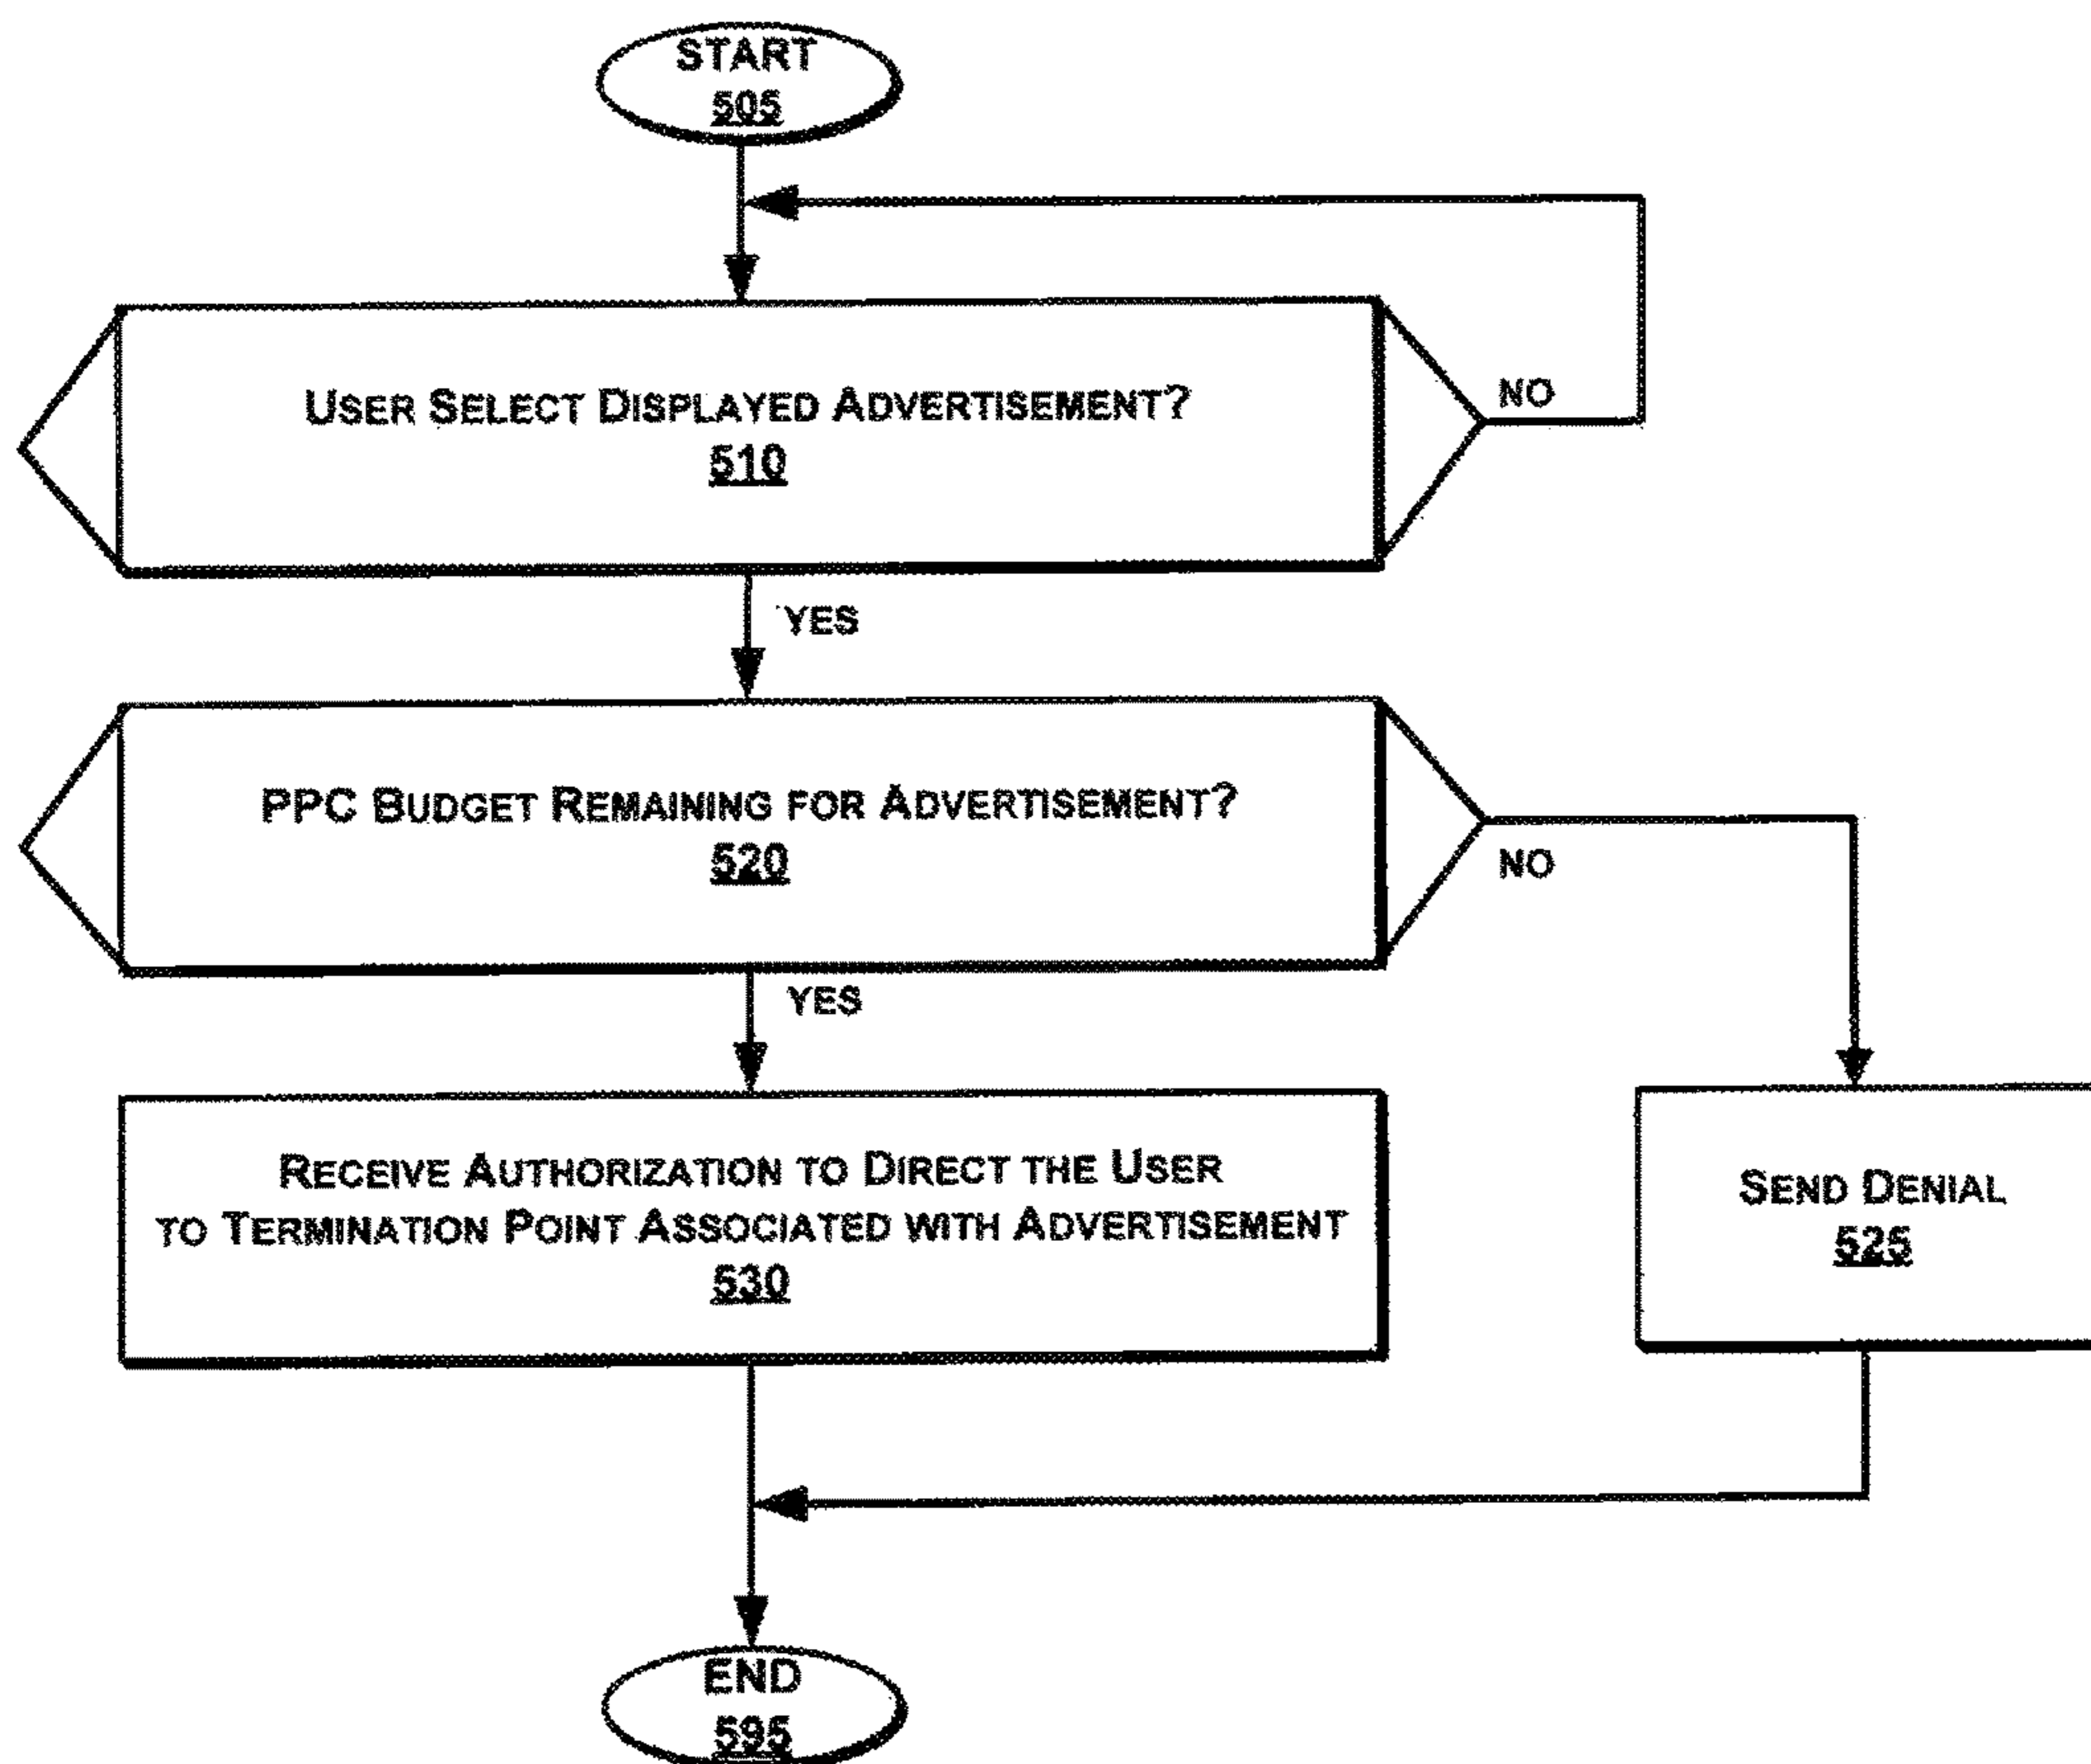 START
505
USER SELECT DISPLAYED ADVERTISEMENT?
510
NO
YES
PPC BUDGET REMAINING FOR ADVERTISEMENT?
520
NO
YES
RECEIVE AUTHORIZATION TO DIRECT THE USER
TO TERMINATION POINT ASSOCIATED WITH ADVERTISEMENT
530
SEND DENIAL
525
END
595